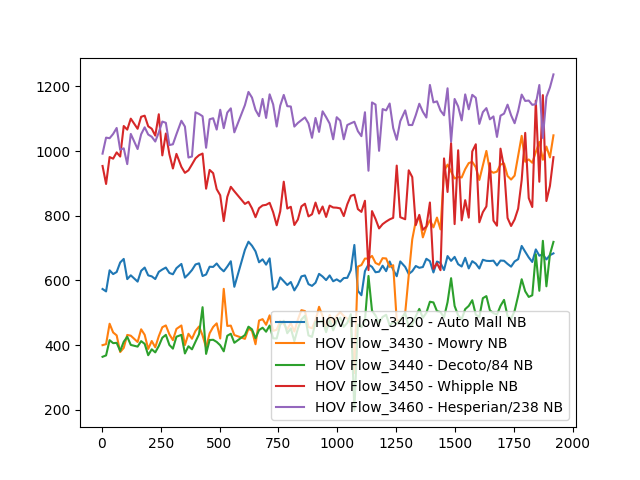 1200
1000
800
600
400
200
HOV Flow_3420 - Auto Mall NB
HOV Flow_3430 - Mowry NB
HOV Flow_3440 - Decoto/84 NB
HOV Flow_3450 - Whipple NB
HOV Flow_3460 - Hesperian/238 NB
0 250 500 750 1000 1250 1500 1750 2000